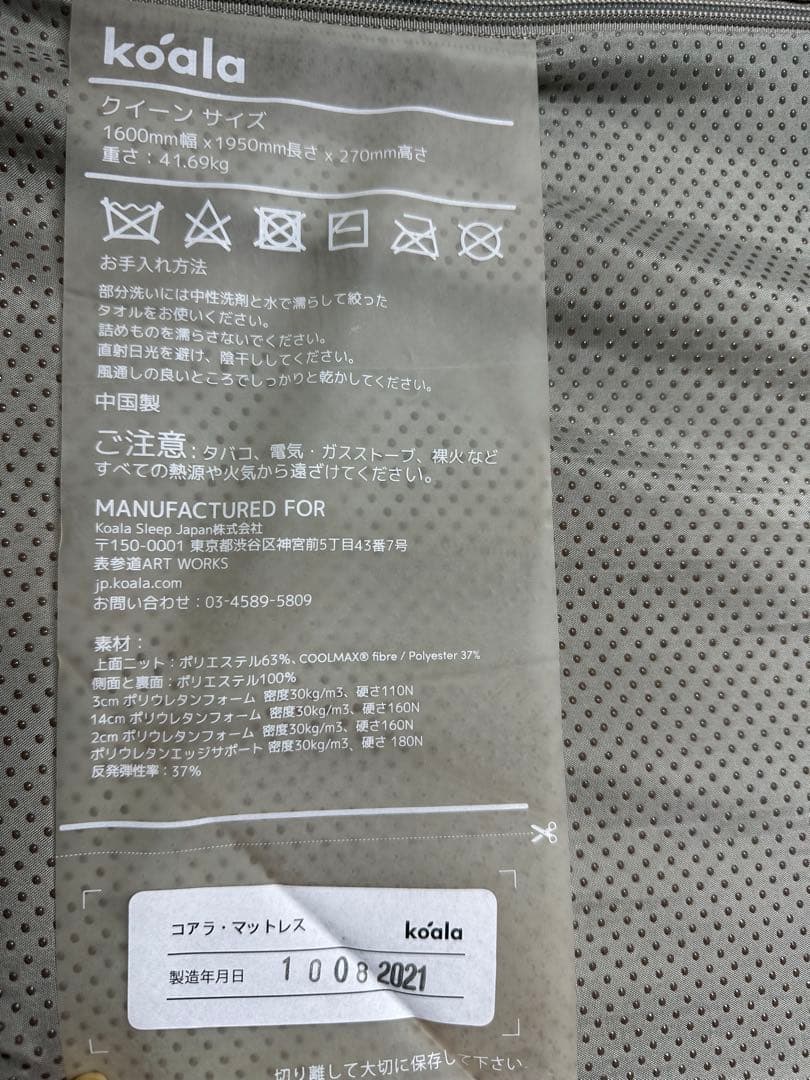 koala
クイーン サイズ
1600mm幅 x 1950mm長さ x 270mm高さ
重さ：41.69kg
お手入れ方法
部分洗いには中性洗剤と水で濡らして絞った
タオルをお使いください。
詰めものを濡らさないでください。
直射日光を避け、陰干ししてください。
風通しの良いところでしっかりと乾かしてください。
中国製
ご注意：タバコ、電気・ガスストーブ、裸火など
すべての熱源や火気から遠ざけてください。
MANUFACTURED FOR
Koala Sleep Japan株式会社
〒150-0001 東京都渋谷区神宮前5丁目43番7号
表参道ART WORKS
jp.koala.com
お問い合わせ：03-4589-5809
素材：
上面ニット：ポリエステル63%、COOLMAX® fibre / Polyester 37%
側面と裏面：ポリエステル100%
3cm ポリウレタンフォーム 密度30kg/m3、硬さ110N
14cm ポリウレタンフォーム 密度30kg/m3、硬さ160N
2cm ポリウレタンフォーム 密度30kg/m3、硬さ160N
ポリウレタンエッジサポート 密度30kg/m3、硬さ 180N
反発弾性率：37%
コアラ・マットレス koala
製造年月日 1 0 0 8 2021
切り離して大切に保存して下さい.